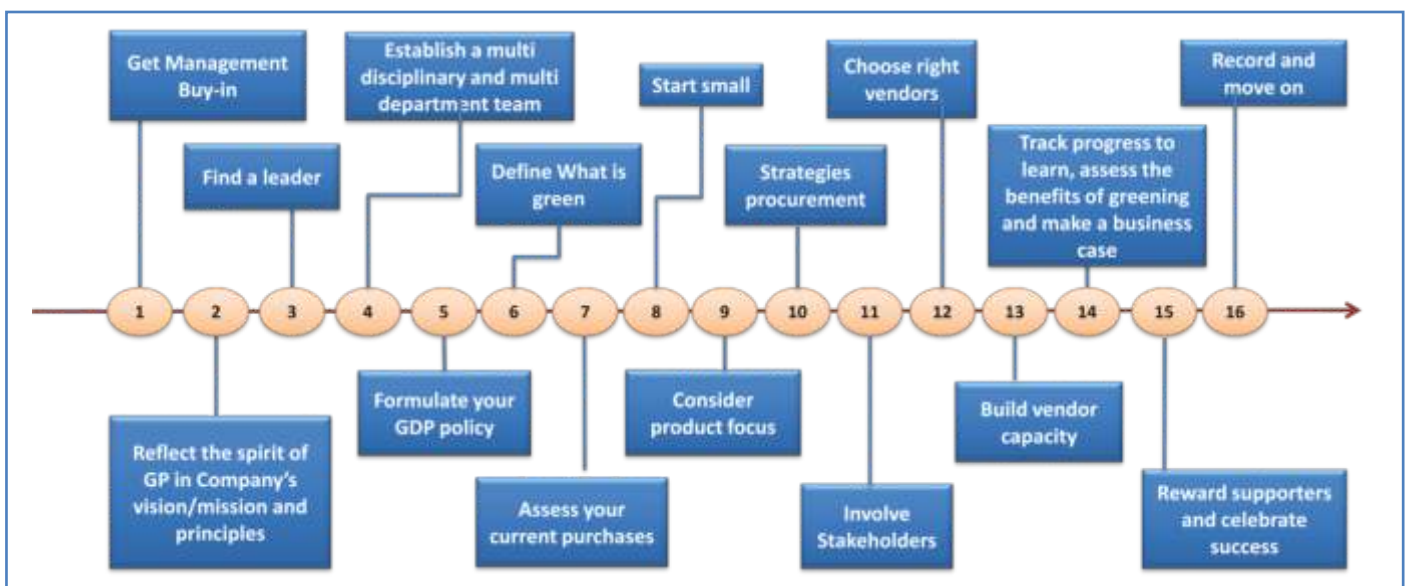 Get Management
Buy-in
Establish a multi
disciplinary and multi
department team
Start small
Choose right
vendors
Record and
move on
Find a leader
Define What is
green
Strategies
procurement
Track progress to
learn, assess the
benefits of greening
and make a business
case
1 2 3 4 5 6 7 8 9 10 11 12 13 14 15 16
Reflect the spirit of
GP in Company's
vision/mission and
principles
Formulate your
GDP policy
Assess your
current purchases
Consider
product focus
Involve
Stakeholders
Build vendor
capacity
Reward supporters
and celebrate
success